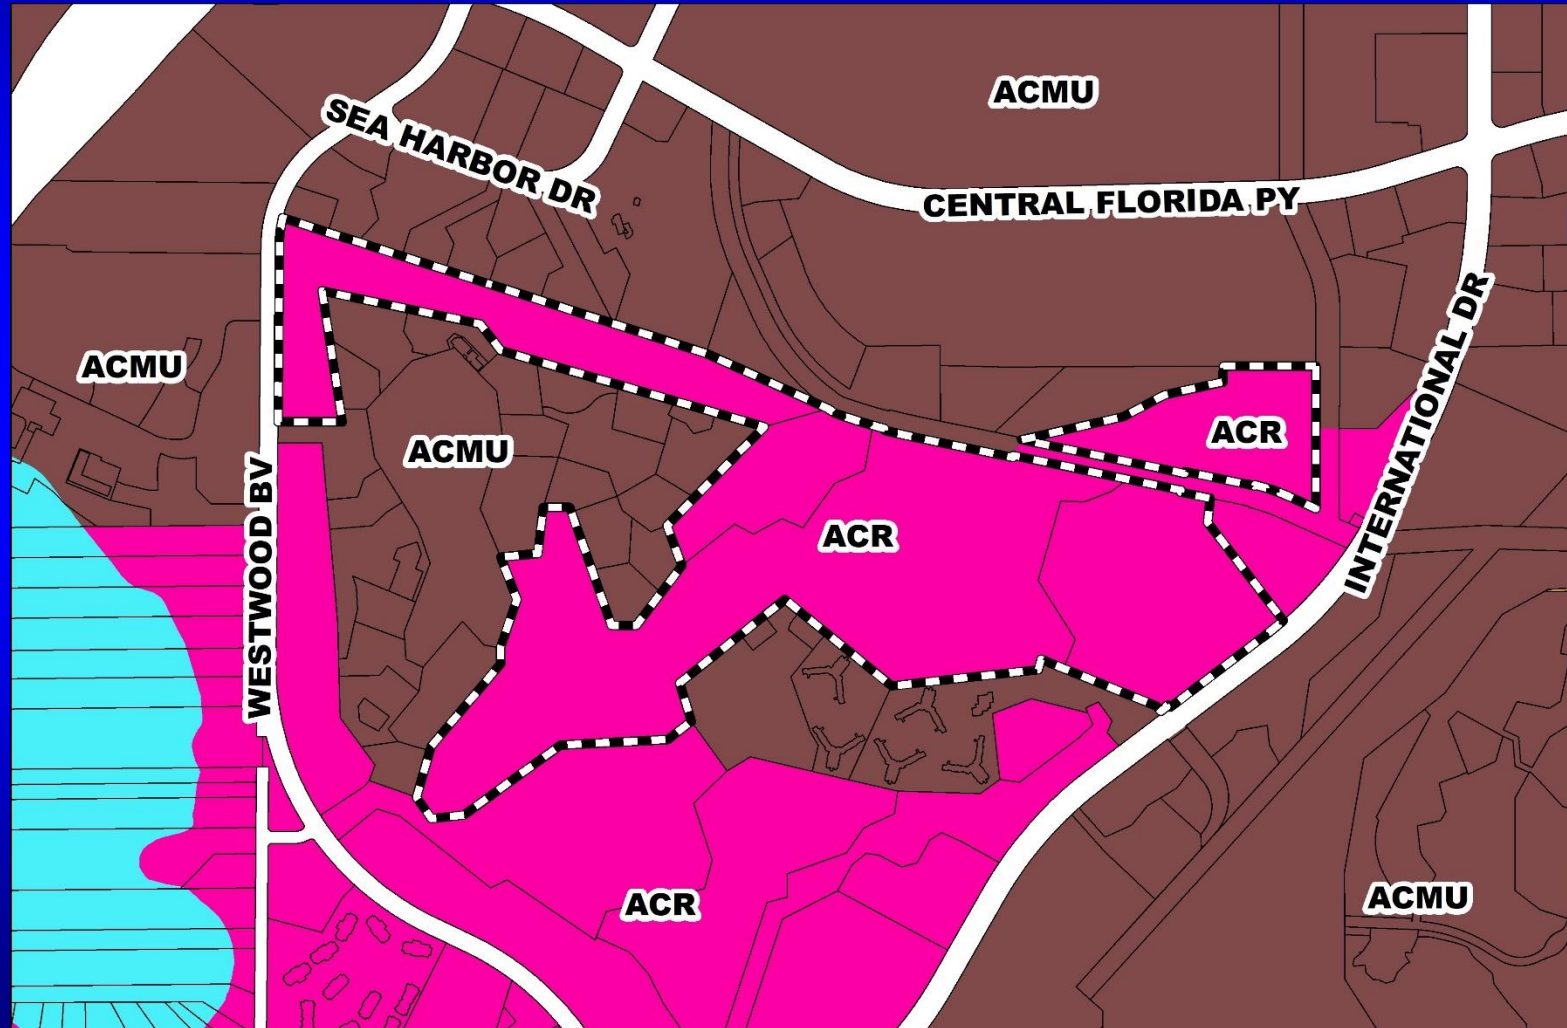 ACMU
SEA HARBOR DR
CENTRAL FLORIDA PY
INTERNATIONAL DR
ACMU
ACR
ACMU
ACR
WESTWOOD BV
ACR
ACMU